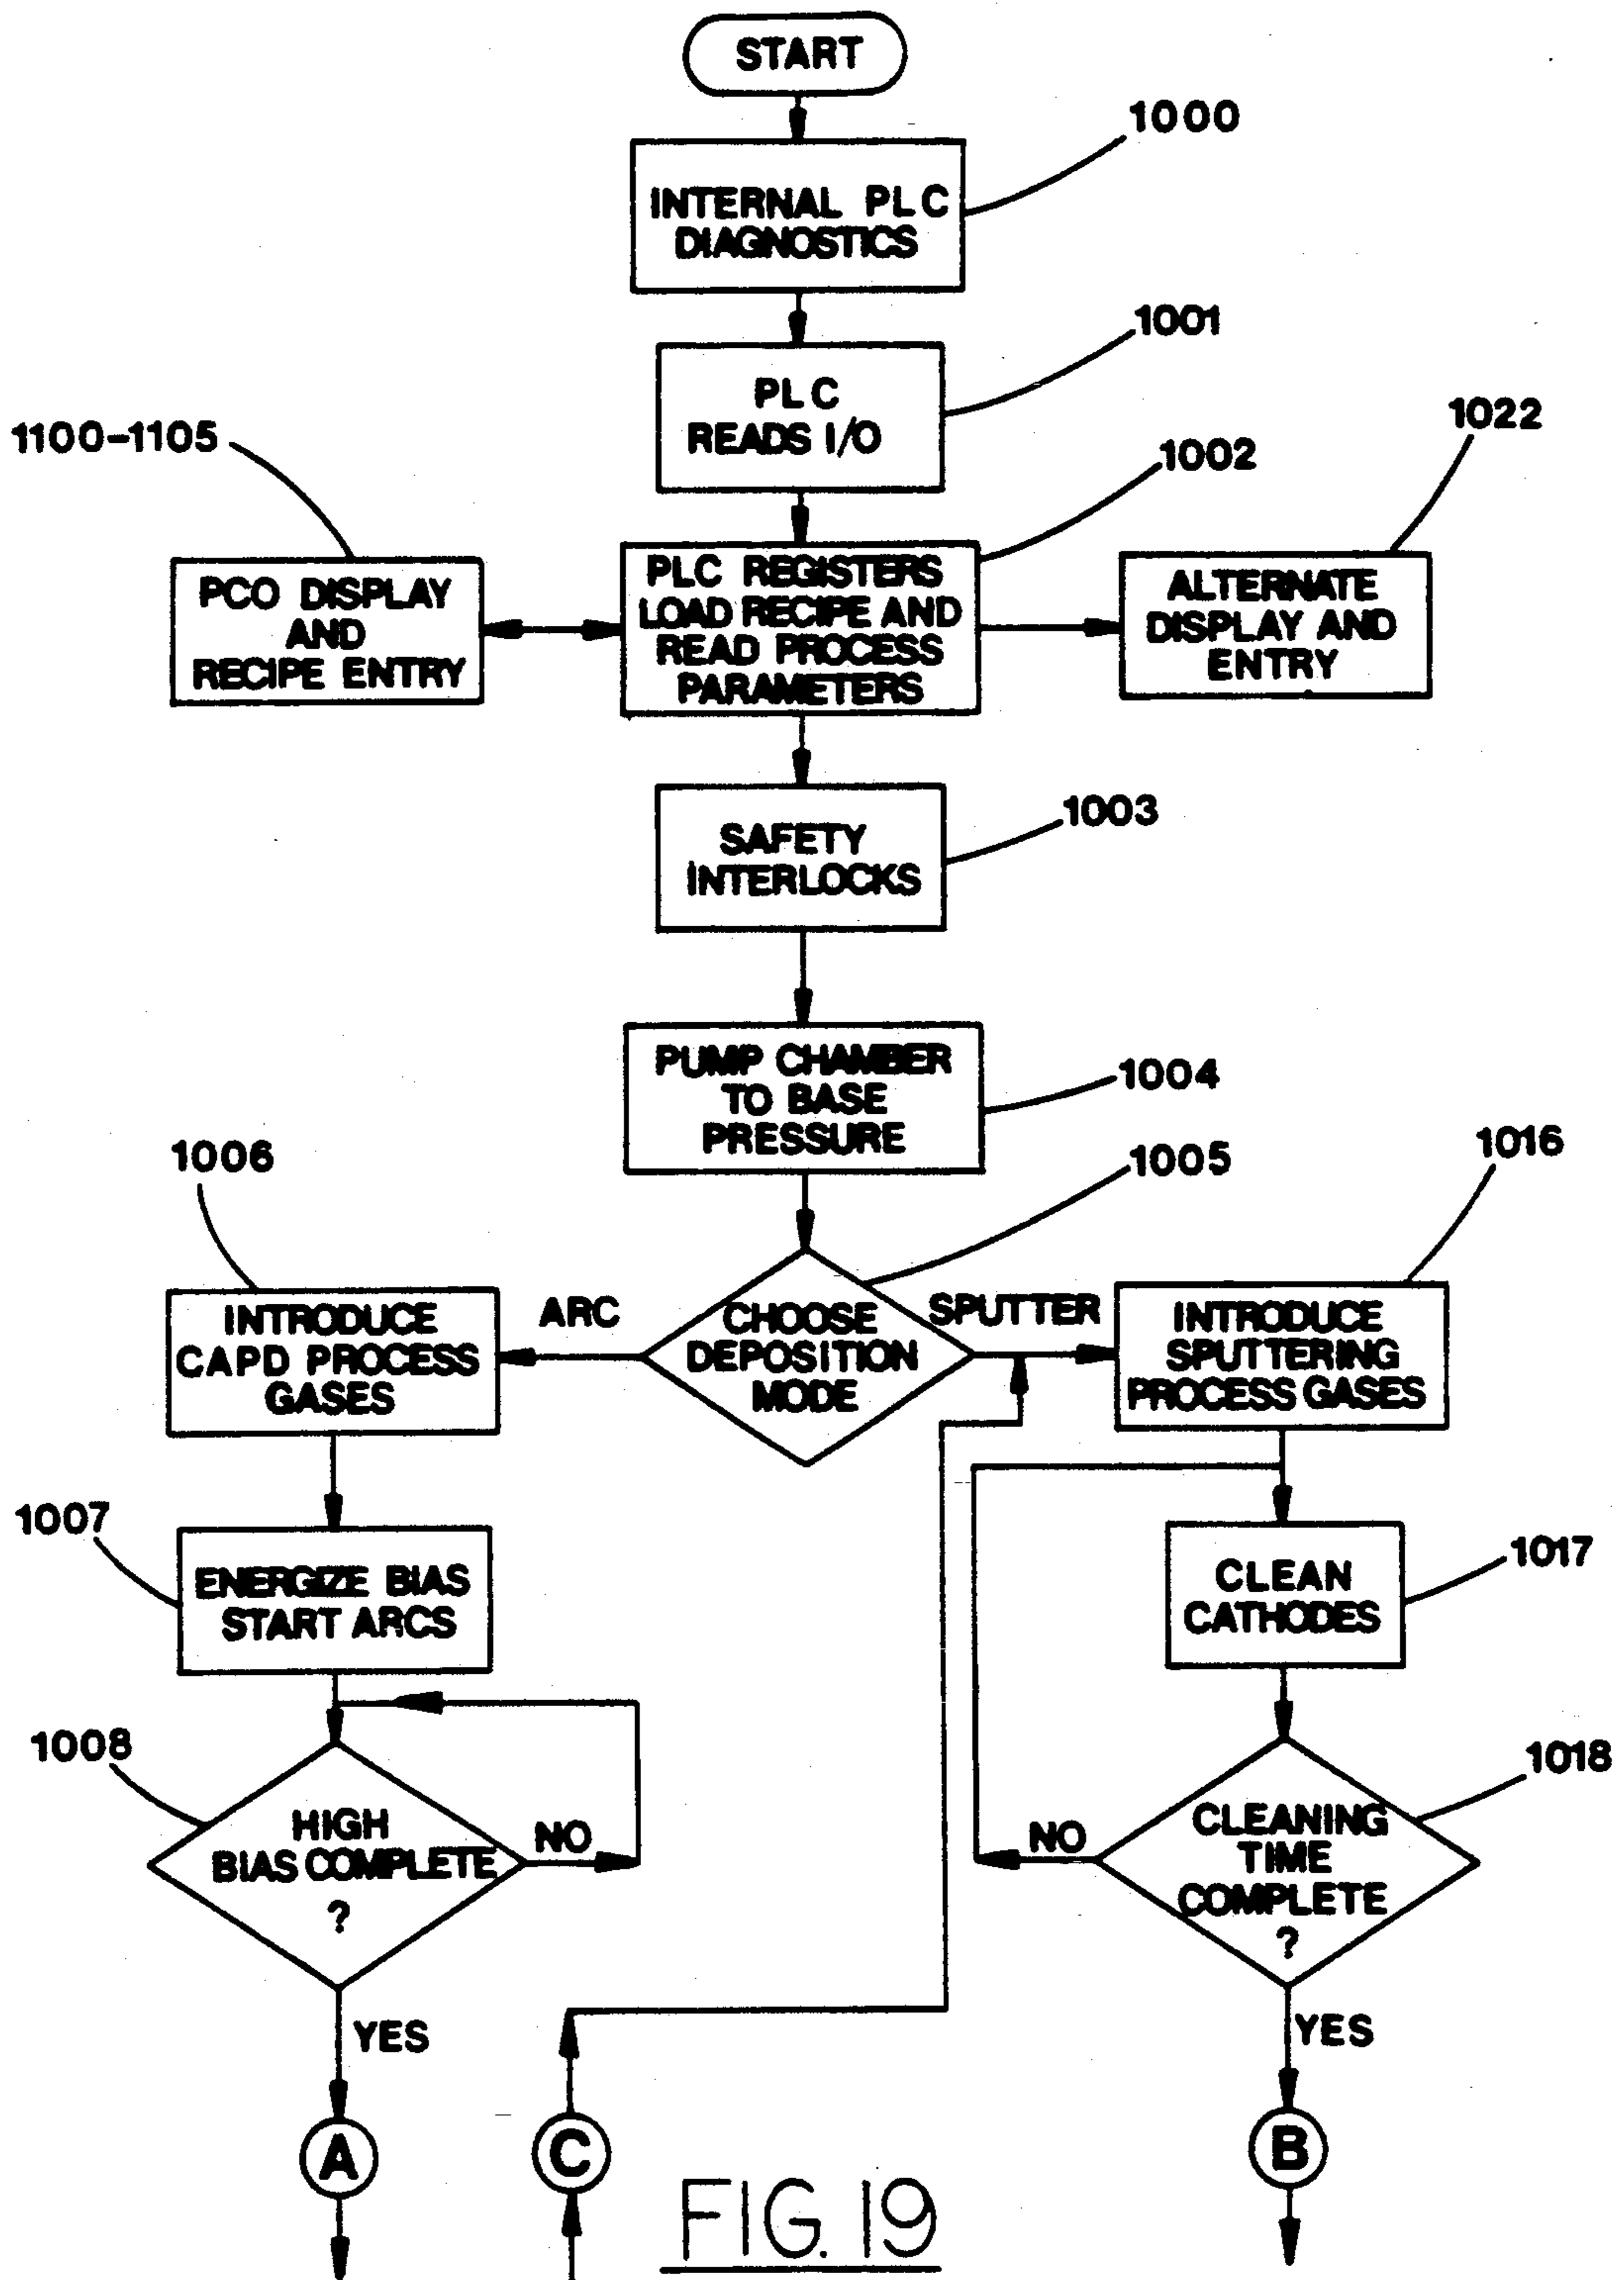 START
1000
INTERNAL PLC
DIAGNOSTICS
1001
PLC
READS I/O
1100-1105
1002
1022
PCO DISPLAY
AND
RECIPE ENTRY
PLC REGISTERS
LOAD RECIPE AND
READ PROCESS
PARAMETERS
ALTERNATE
DISPLAY AND
ENTRY
1003
SAFETY
INTERLOCKS
1004
PUMP CHAMBER
TO BASE
PRESSURE
1006
1005
1016
INTRODUCE
CAPD PROCESS
GASES
ARC
CHOOSE
DEPOSITION
MODE
SPUTTER
INTRODUCE
SPUTTERING
PROCESS GASES
1007
ENERGIZE BIAS
START ARCS
1017
CLEAN
CATHODES
1008
HIGH
BIAS COMPLETE
?
NO
1018
NO
CLEANING
TIME
COMPLETE
?
YES
YES
A
C
B
FIG. 19